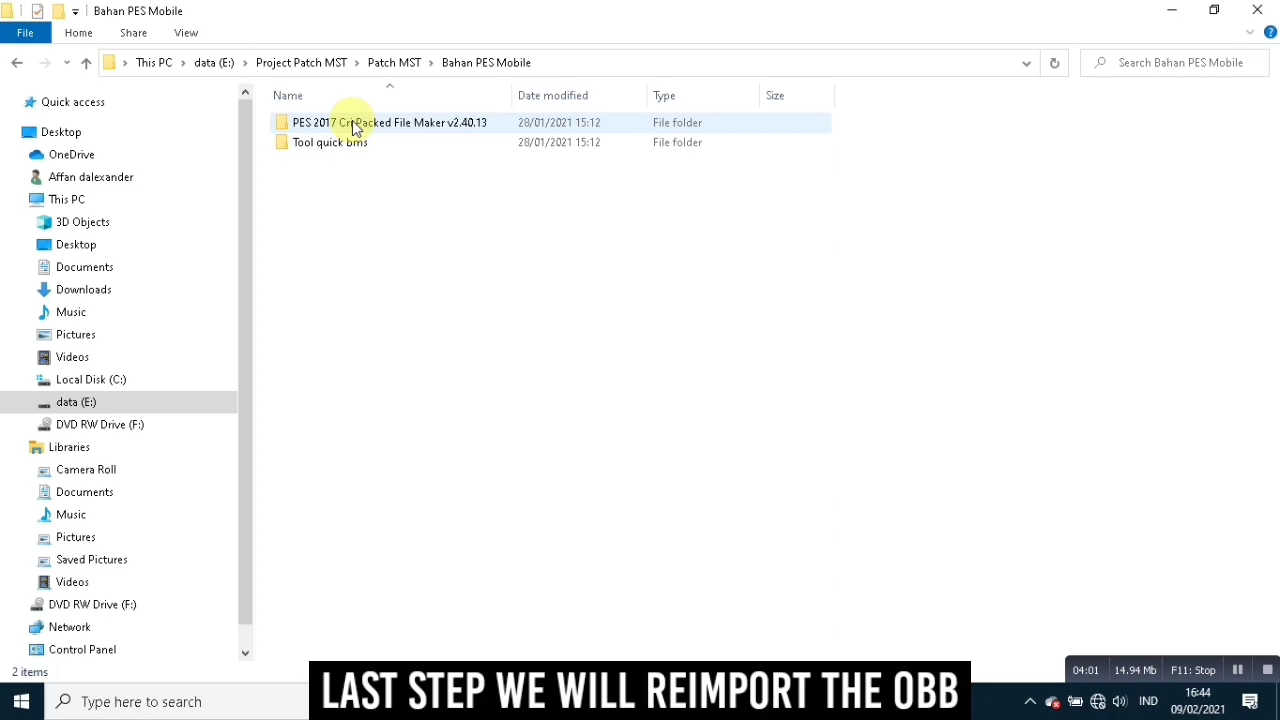 Bahan PES Mobile
File Home Share View
This PC data (E:) Project Patch MST Patch MST Bahan PES Mobile Search Bahan PES Mobile
Name Date modified Type Size
PES 2017 CriPacked File Maker v2.40.13 28/01/2021 15:12 File folder
Tool quick bms 28/01/2021 15:12 File folder
Quick access
Desktop
OneDrive
Affan dalexander
This PC
3D Objects
Desktop
Documents
Downloads
Music
Pictures
Videos
Local Disk (C:)
data (E:)
DVD RW Drive (F:)
Libraries
Camera Roll
Documents
Music
Pictures
Saved Pictures
Videos
DVD RW Drive (F:)
Network
Control Panel
2 items
04:01 14.94 Mb F11: Stop
LAST STEP WE WILL REIMPORT THE OBB
Type here to search
IND 16:44
09/02/2021